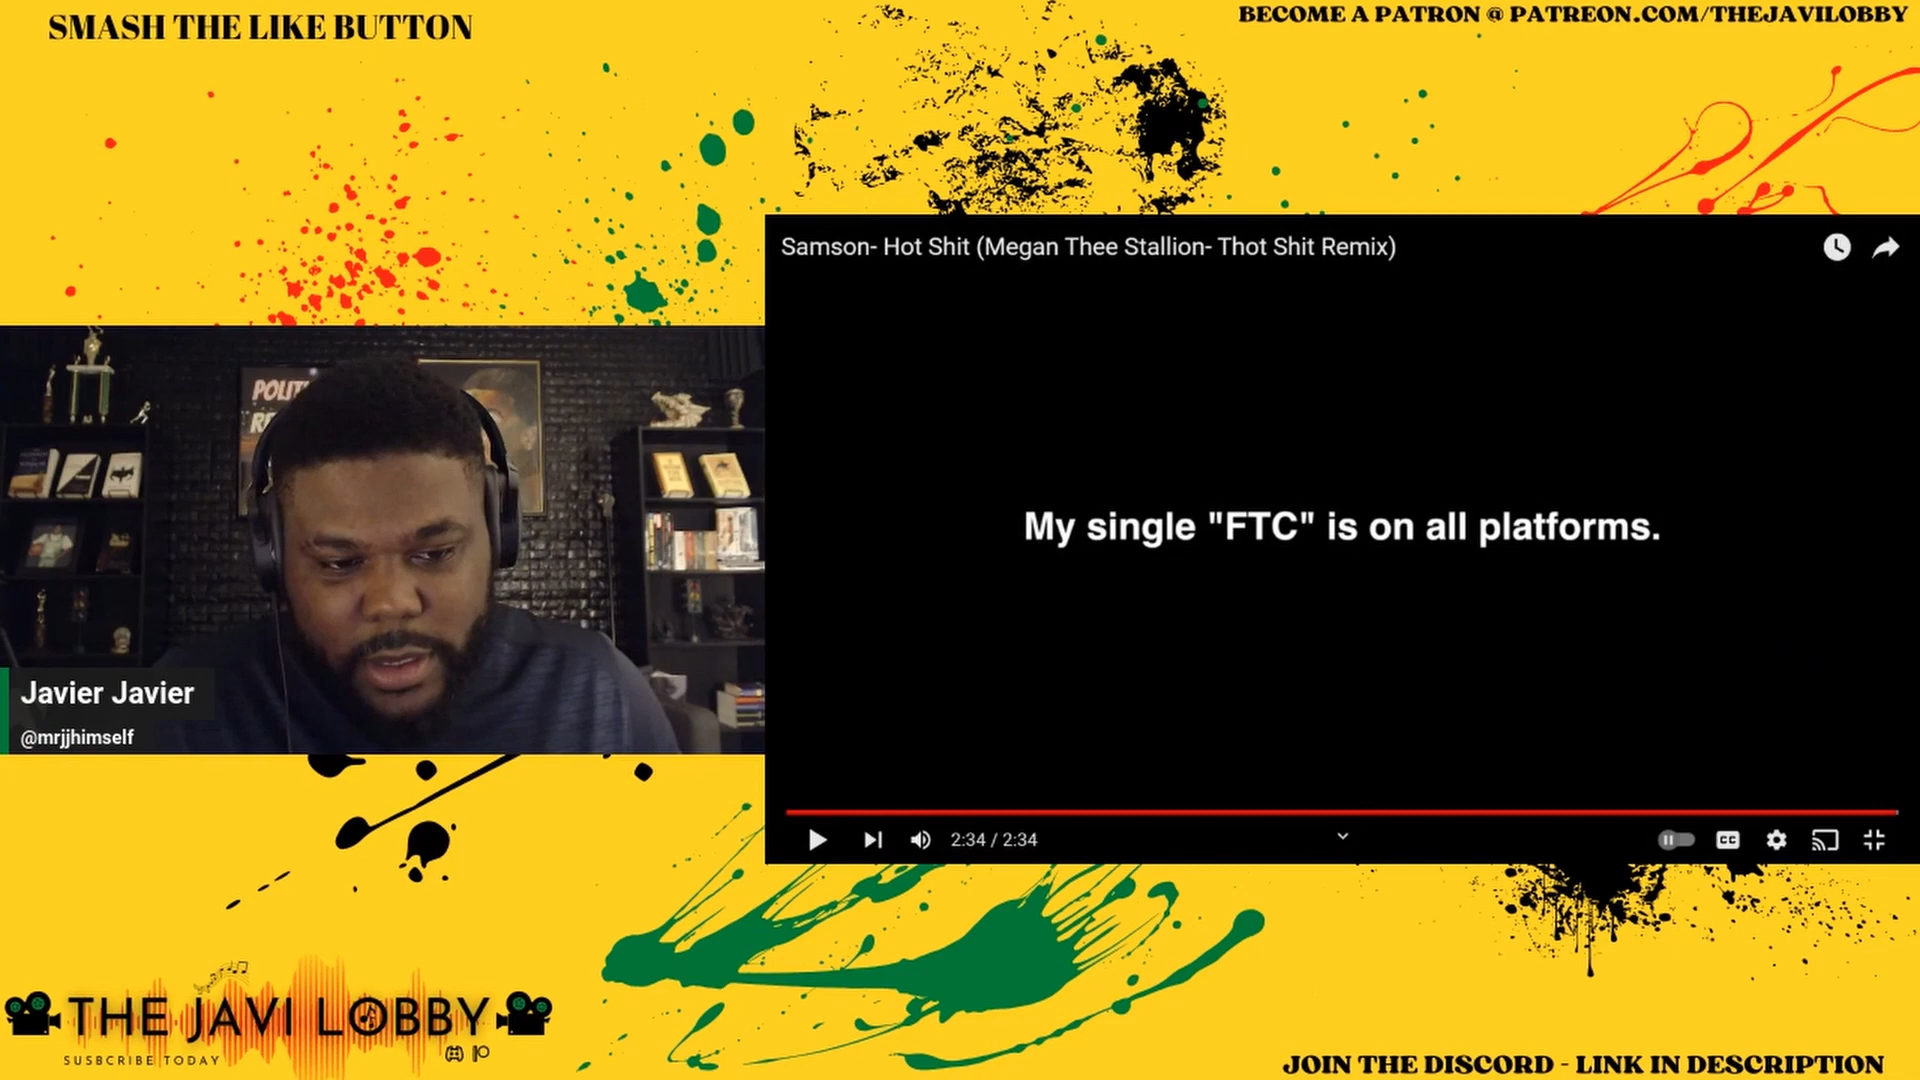 SMASH THE LIKE BUTTON
BECOME A PATRON @ PATREON.COM/THEJAVILOBBY
Samson- Hot Shit (Megan Thee Stallion- Thot Shit Remix)
My single "FTC" is on all platforms.
Javier Javier
@mrjjhimself
2:34 / 2:34
CC
THE JAVI LOBBY
SUSBCRIBE TODAY
JOIN THE DISCORD - LINK IN DESCRIPTION